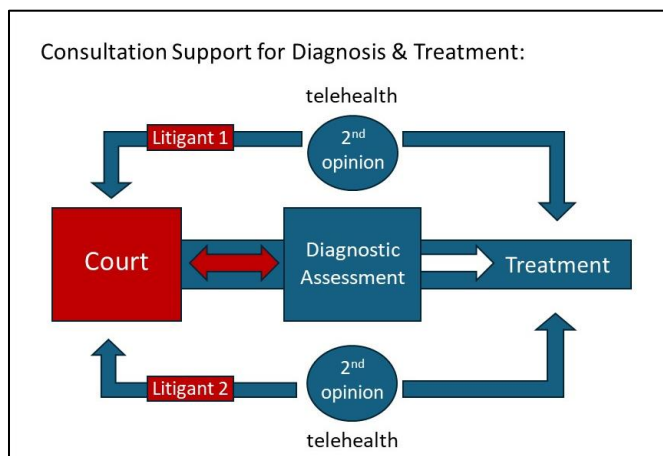 Consultation Support for Diagnosis & Treatment:
telehealth
Litigant 1
2nd
opinion
Court
Diagnostic
Assessment
Treatment
Litigant 2
2nd
opinion
telehealth